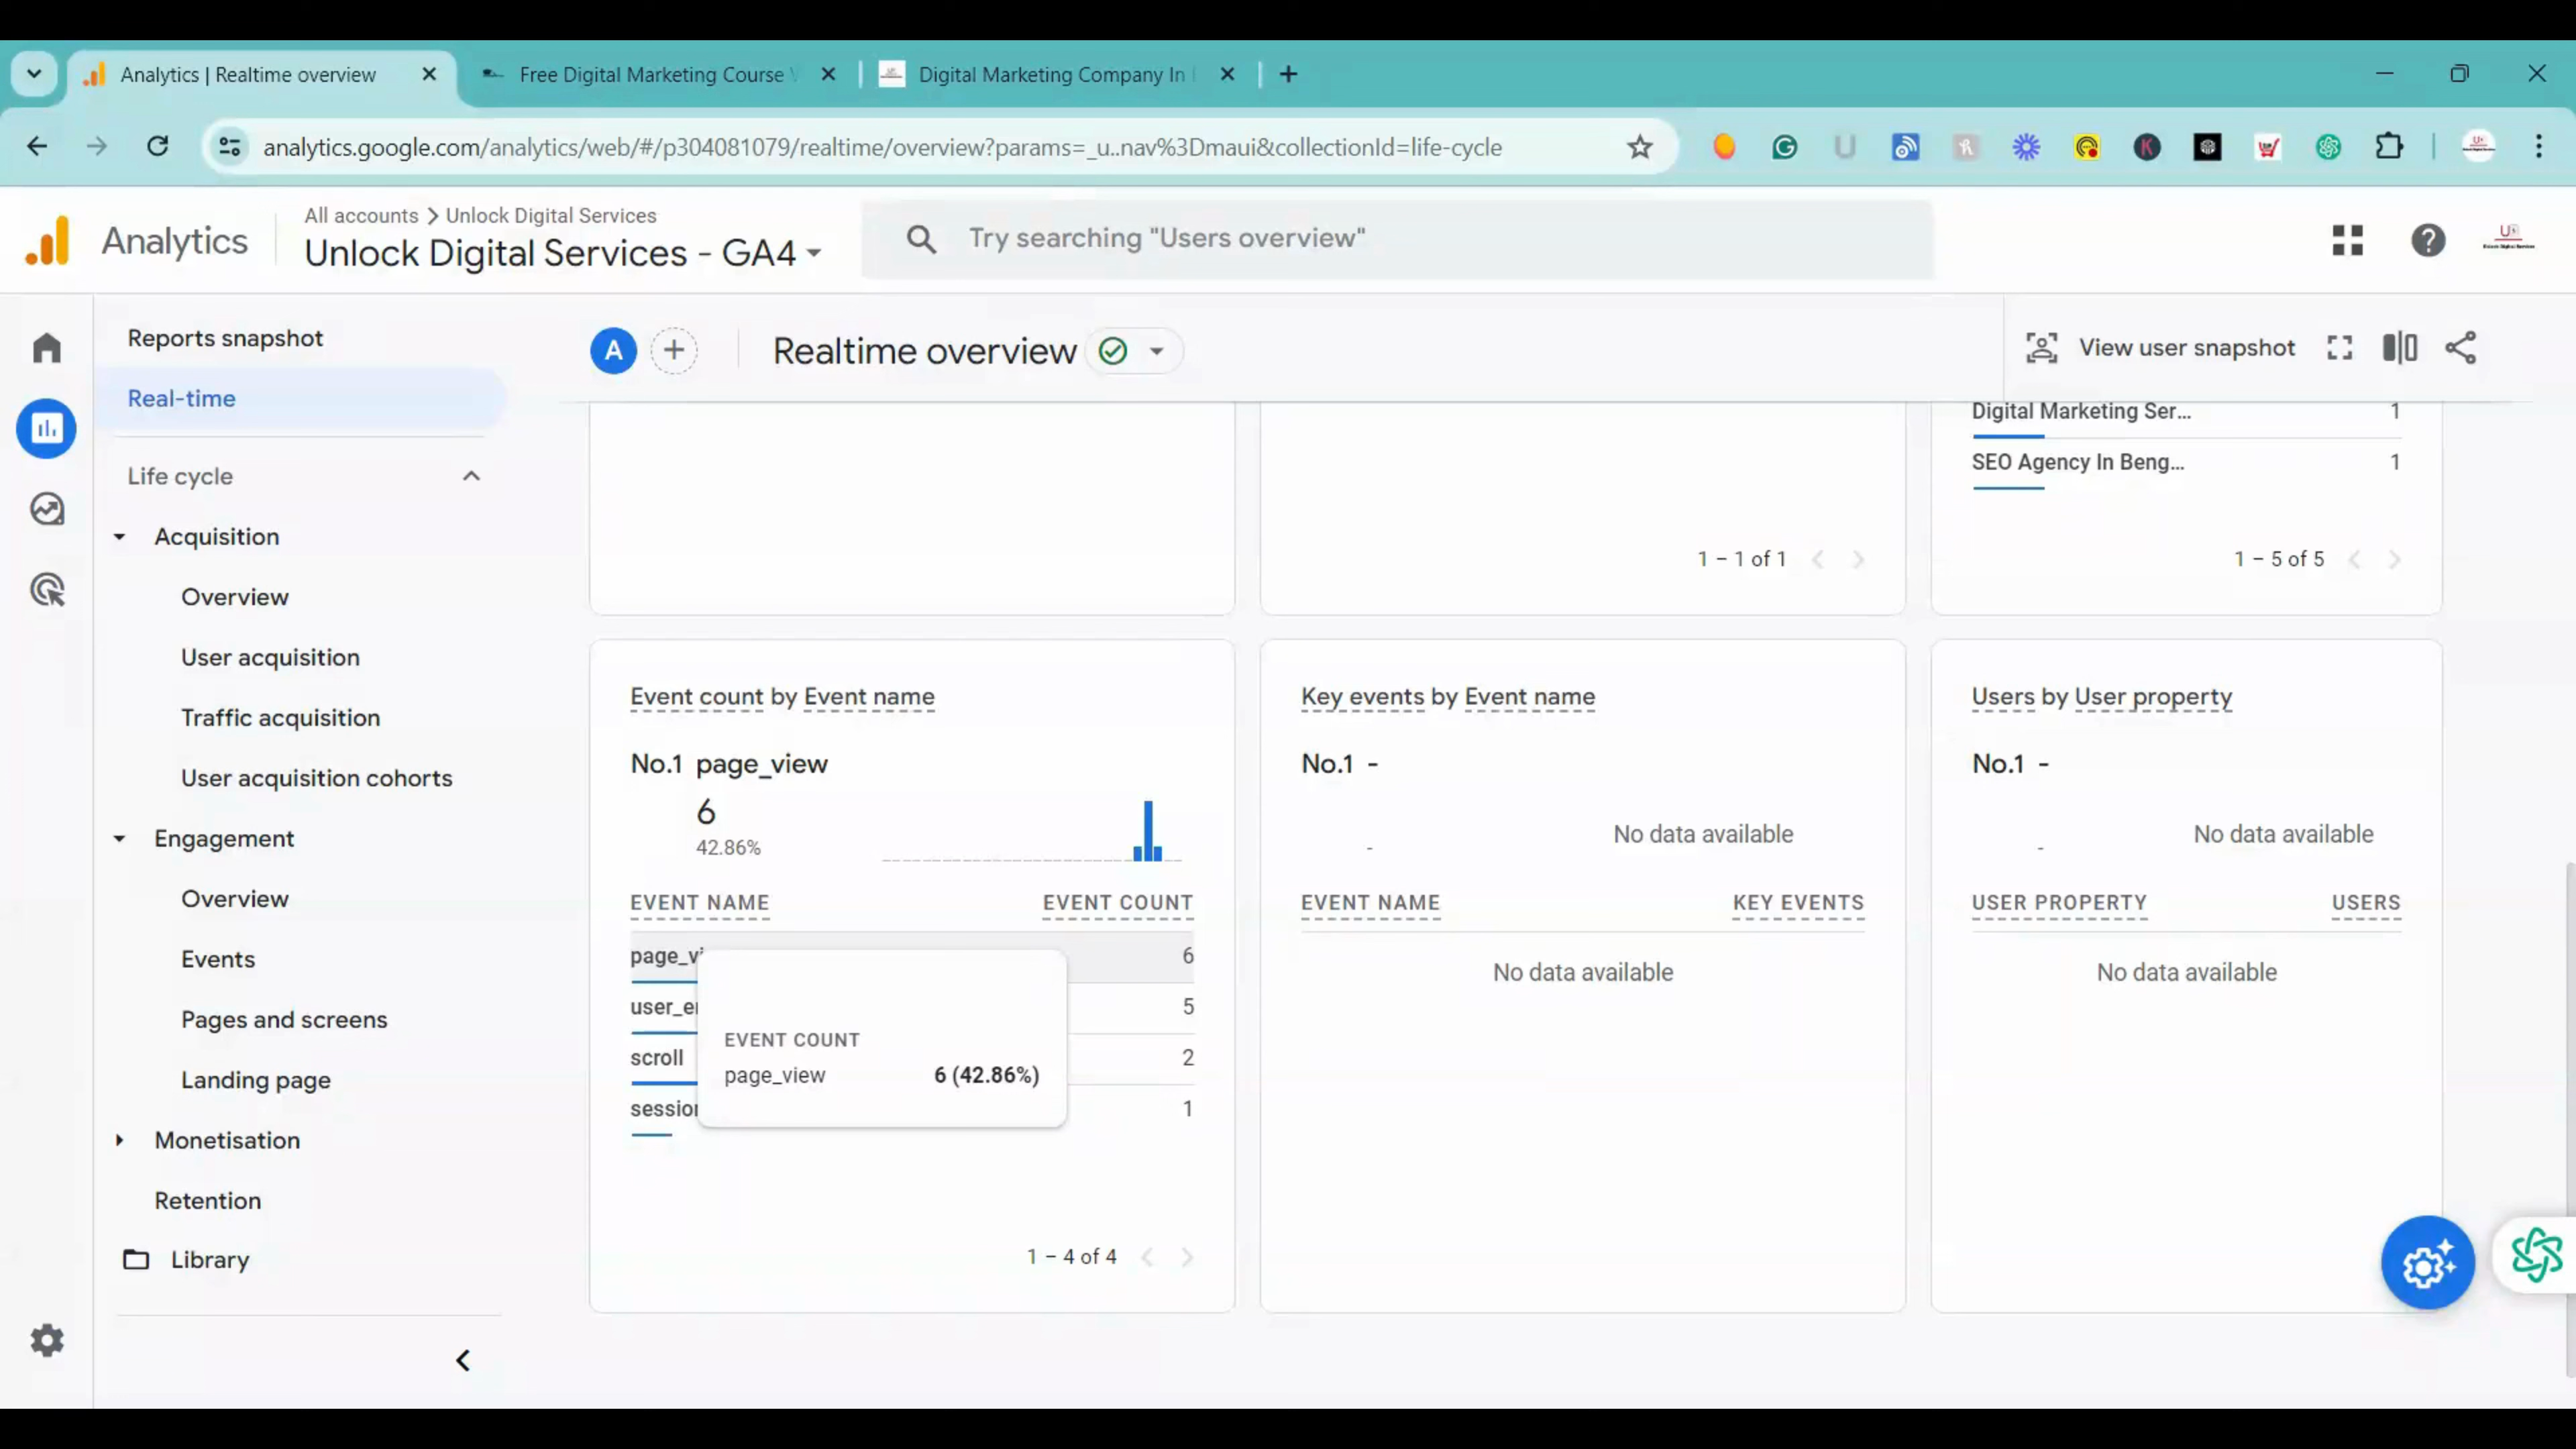 Analytics | Realtime overview
Free Digital Marketing Course
Digital Marketing Company In
analytics.google.com/analytics/web/#/p304081079/realtime/overview?params=_u..nav%3Dmaui&collectionId=life-cycle
Analytics
All accounts > Unlock Digital Services
Unlock Digital Services - GA4
Try searching "Users overview"
Reports snapshot
Real-time
Life cycle
Acquisition
Overview
User acquisition
Traffic acquisition
User acquisition cohorts
Engagement
Overview
Events
Pages and screens
Landing page
Monetisation
Retention
Library
A
Realtime overview
View user snapshot
Digital Marketing Ser... 1
SEO Agency In Beng... 1
1 – 1 of 1
1 – 5 of 5
Event count by Event name
No.1 page_view
6
42.86%
EVENT NAME EVENT COUNT
page_vi 6
user_e 5
scroll 2
session 1
EVENT COUNT
page_view 6 (42.86%)
1 – 4 of 4
Key events by Event name
No.1 -
-
No data available
EVENT NAME KEY EVENTS
No data available
Users by User property
No.1 -
-
No data available
USER PROPERTY USERS
No data available